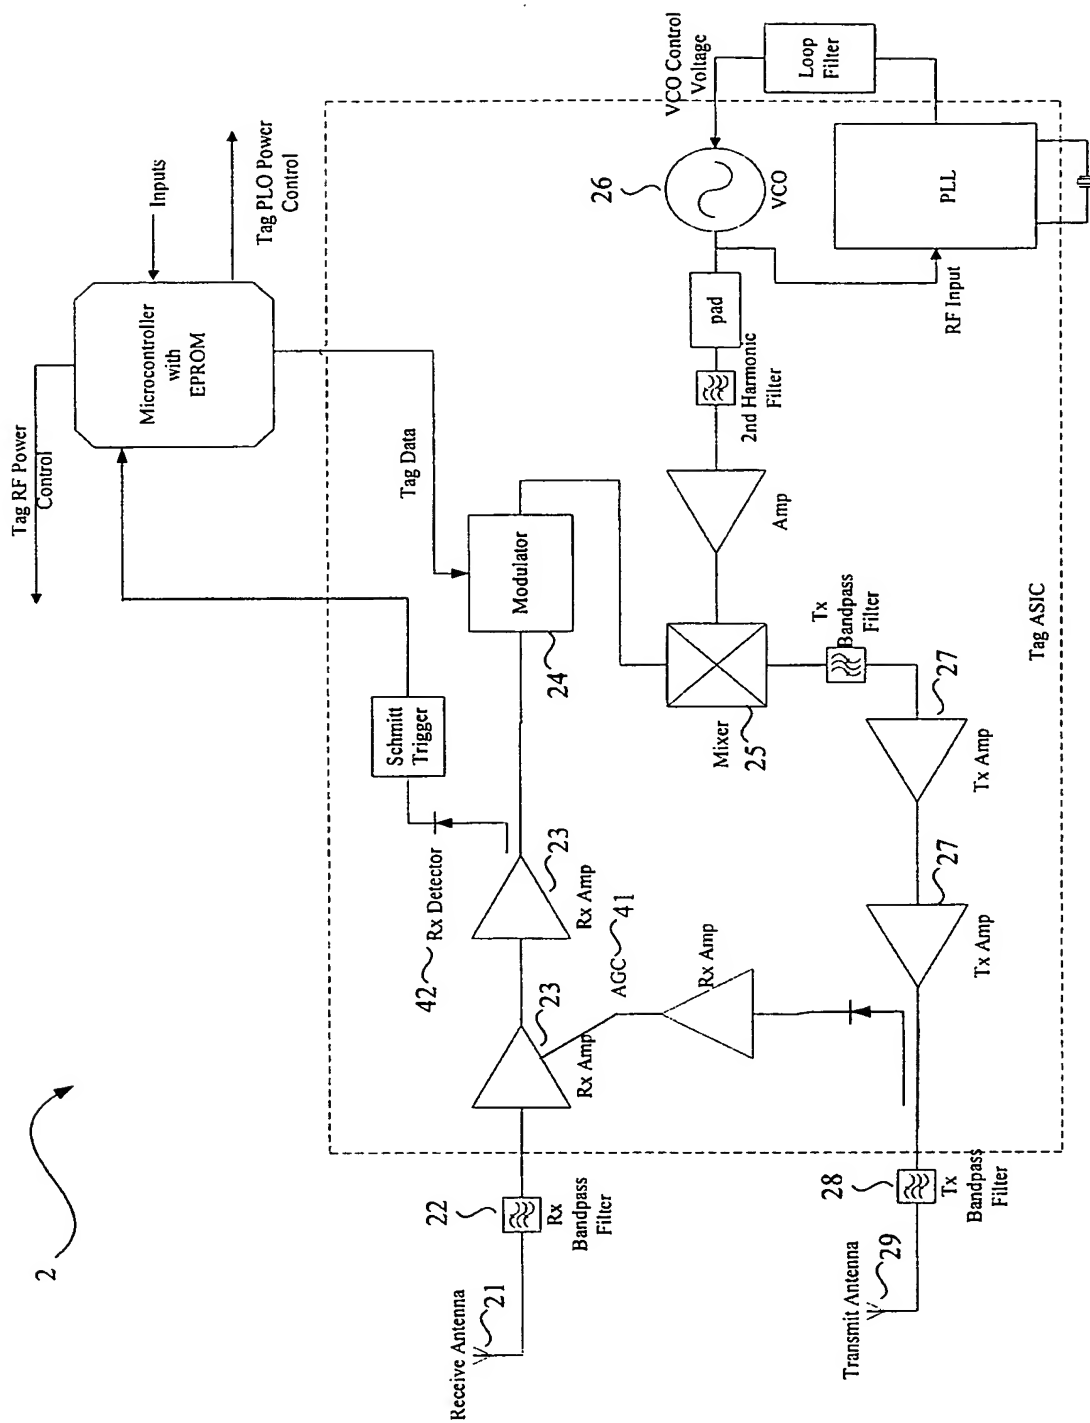 2
Tag RF Power
Control
Microcontroller
with
EPROM
Inputs
Tag PLO Power
Control
Tag Data
Receive Antenna
21
22
Rx
Bandpass
Filter
23
Rx Amp
23
Rx Amp
42
Rx Detector
Schmitt
Trigger
Modulator
24
AGC
41
Rx Amp
Mixer
25
Amp
2nd Harmonic
Filter
pad
26
VCO
VCO Control
Voltage
Loop
Filter
PLL
RF Input
Tx
Bandpass
Filter
27
Tx Amp
27
Tx Amp
28
Tx
Bandpass
Filter
Transmit Antenna
29
Tag ASIC